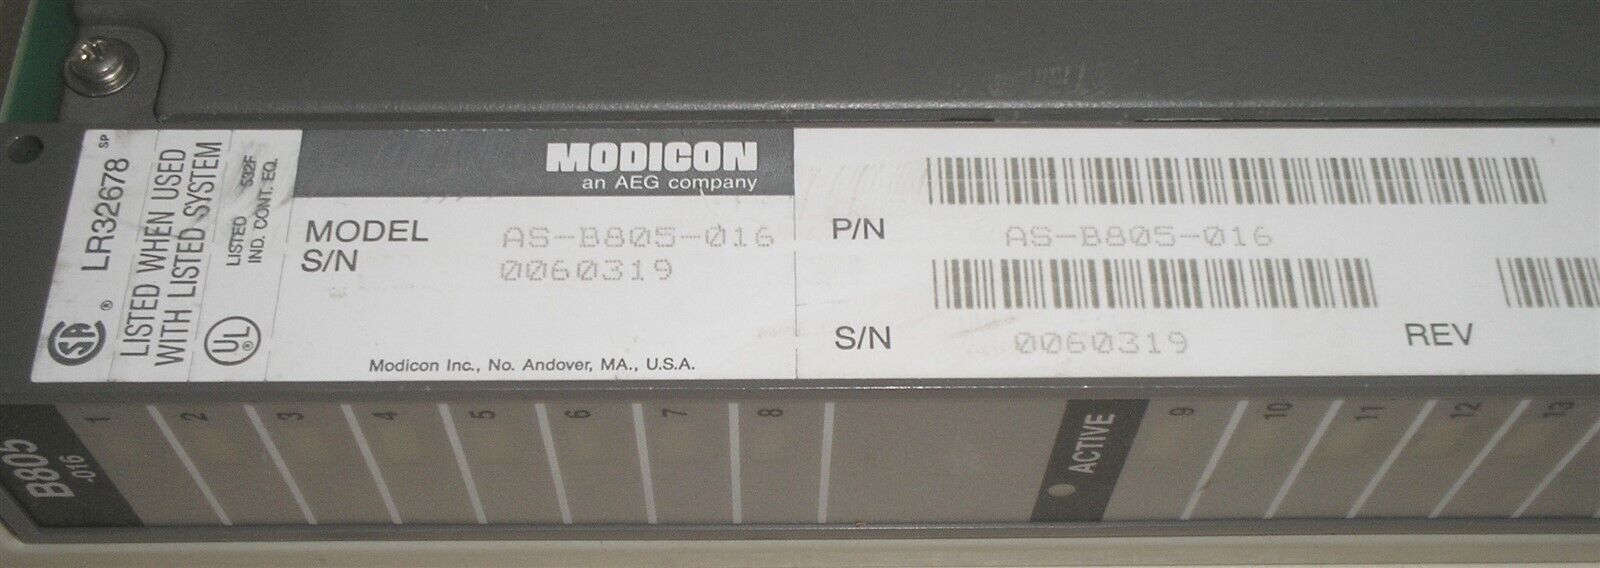 LR32678 SP
LISTED WHEN USED
WITH LISTED SYSTEM
UL
LISTED 532F
IND. CONT. EQ.
MODICON
an AEG company
MODEL AS-B805-016
S/N 0060319
Modicon Inc., No. Andover, MA., U.S.A.
P/N AS-B805-016
S/N 0060319 REV
B805
-016
1 2 3 4 5 6 7 8 ACTIVE 9 10 11 12 13